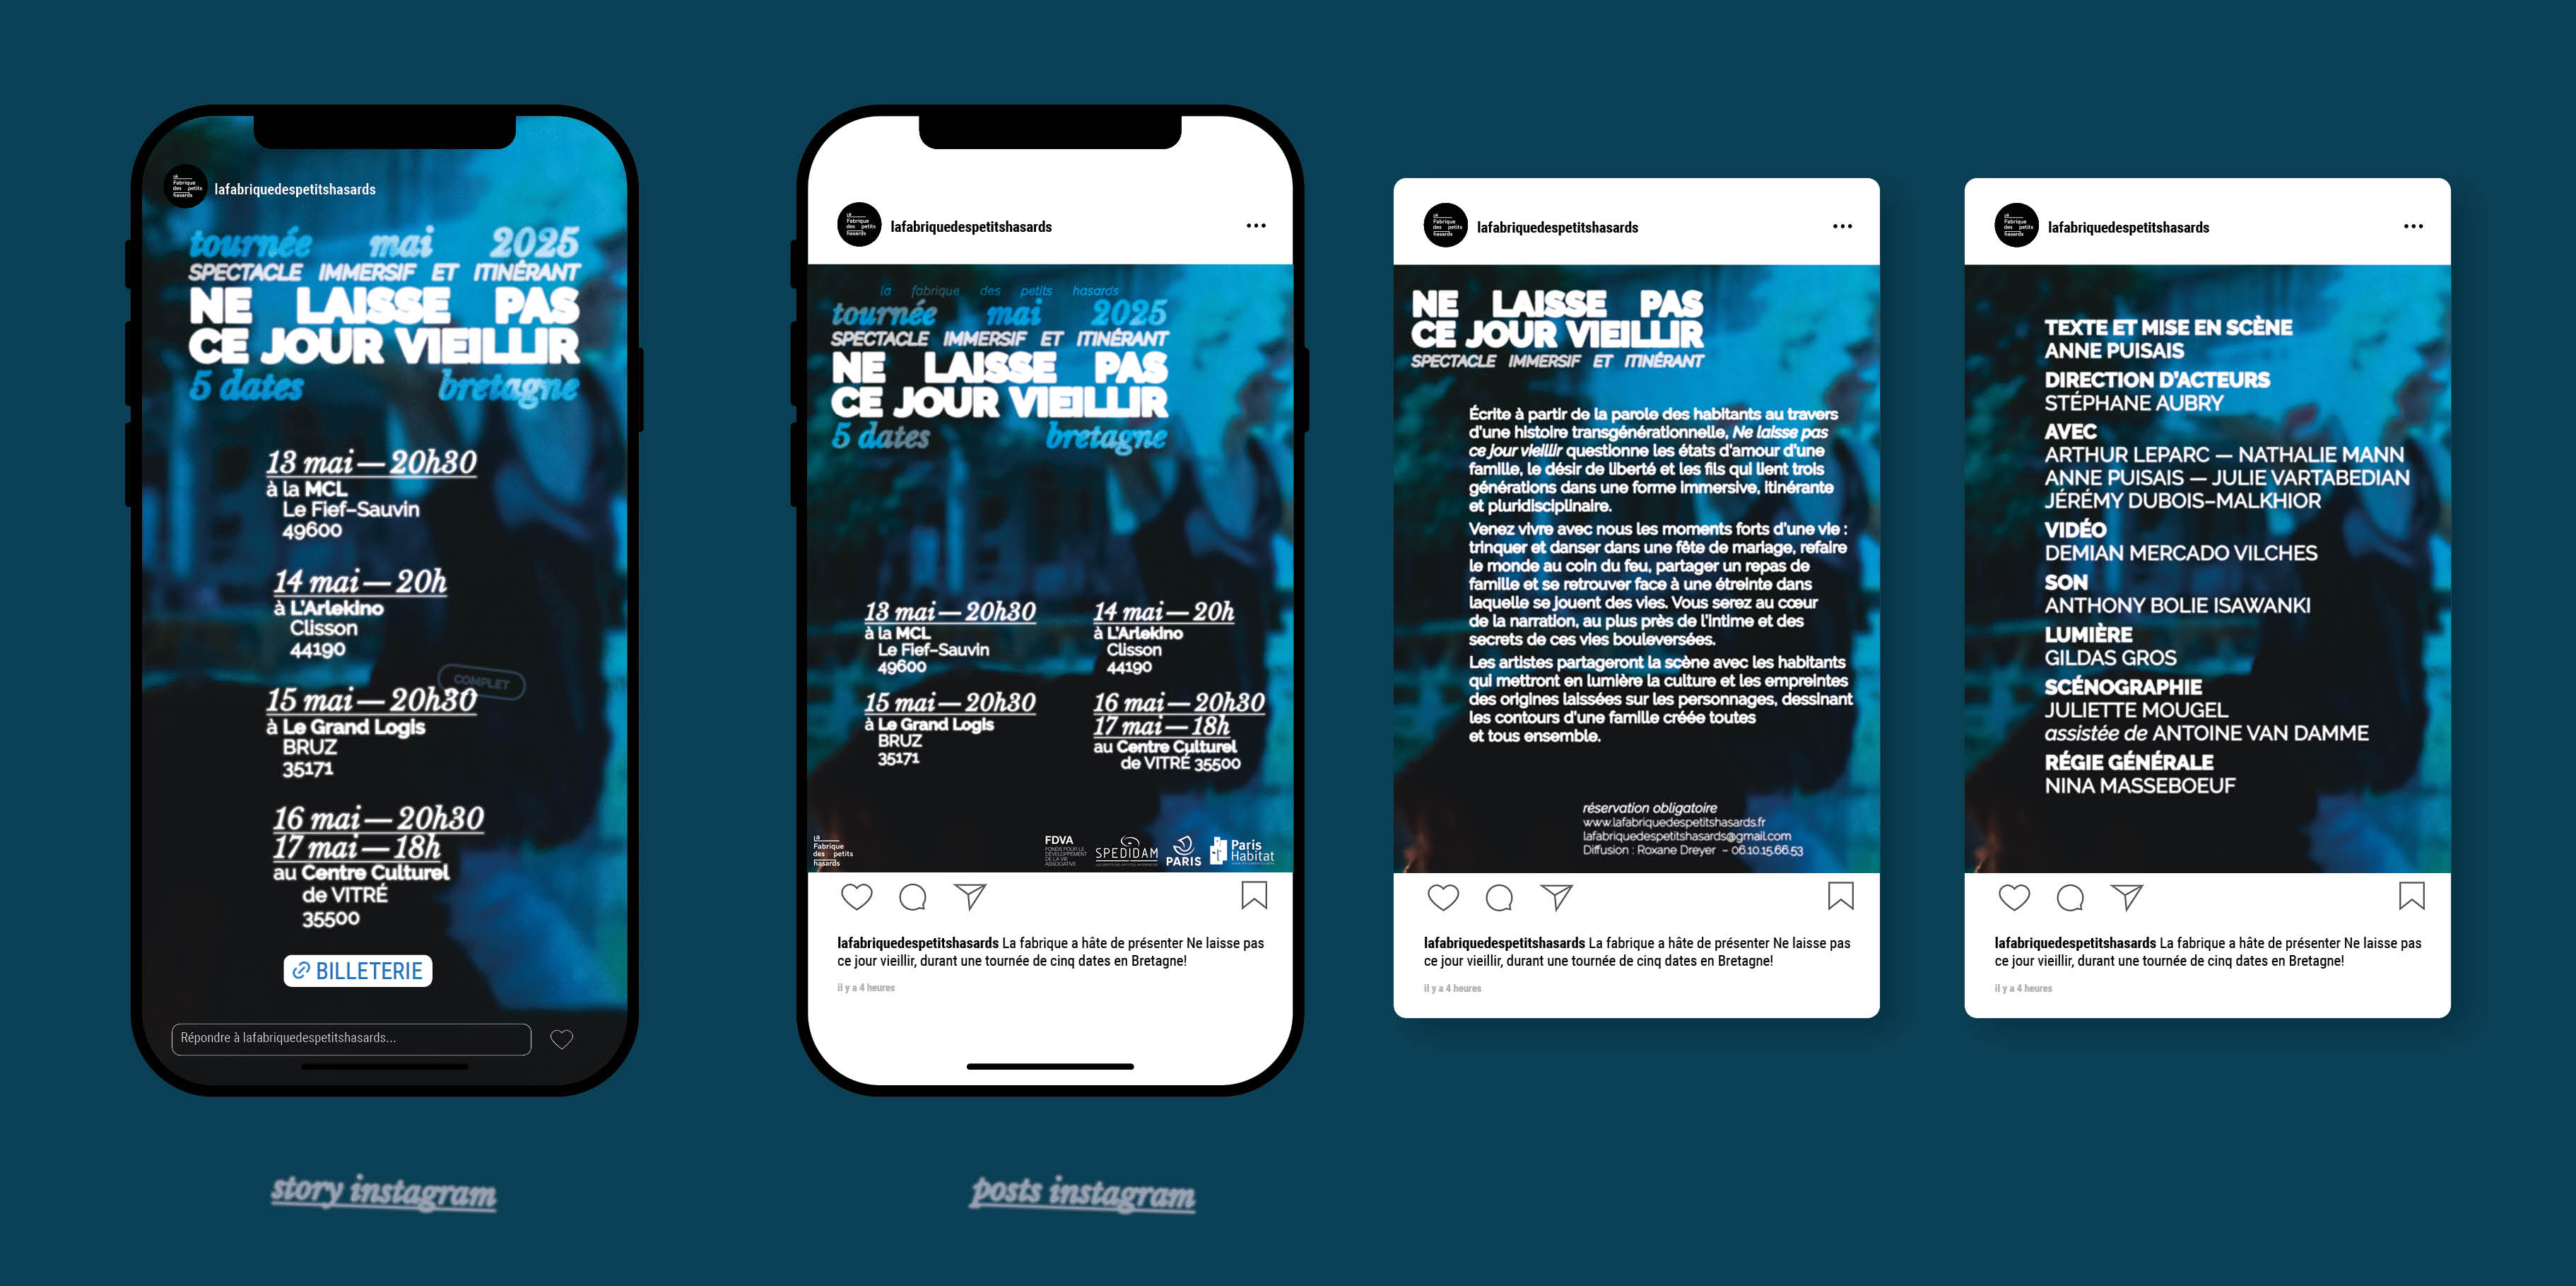 La
Fabrique
des petits
hasards
lafabriquedespetitshasards
tournée mai 2025
SPECTACLE IMMERSIF ET ITINÉRANT
NE LAISSE PAS
CE JOUR VIEILLIR
5 dates bretagne
13 mai — 20h30
à la MCL
Le Fief-Sauvin
49600
14 mai — 20h
à L'Arlekino
Clisson
44190
COMPLET
15 mai — 20h30
à Le Grand Logis
BRUZ
35171
16 mai — 20h30
17 mai — 18h
au Centre Culturel
de VITRÉ
35500
BILLETERIE
Répondre à lafabriquedespetitshasards...
story instagram
La
Fabrique
des petits
hasards
lafabriquedespetitshasards
la fabrique des petits hasards
tournée mai 2025
SPECTACLE IMMERSIF ET ITINÉRANT
NE LAISSE PAS
CE JOUR VIEILLIR
5 dates bretagne
13 mai — 20h30
à la MCL
Le Fief-Sauvin
49600
14 mai — 20h
à L'Arlekino
Clisson
44190
15 mai — 20h30
à Le Grand Logis
BRUZ
35171
16 mai — 20h30
17 mai — 18h
au Centre Culturel
de VITRÉ 35500
La
Fabrique
des petits
hasards
FDVA
FONDS POUR LE
DÉVELOPPEMENT
DE LA VIE
ASSOCIATIVE
SPEDIDAM
PARIS
Paris
Habitat
lafabriquedespetitshasards La fabrique a hâte de présenter Ne laisse pas
ce jour vieillir, durant une tournée de cinq dates en Bretagne!
il y a 4 heures
posts instagram
La
Fabrique
des petits
hasards
lafabriquedespetitshasards
NE LAISSE PAS
CE JOUR VIEILLIR
SPECTACLE IMMERSIF ET ITINÉRANT
Écrite à partir de la parole des habitants au travers
d'une histoire transgénérationnelle, Ne laisse pas
ce jour vieillir questionne les états d'amour d'une
famille, le désir de liberté et les fils qui lient trois
générations dans une forme immersive, itinérante
et pluridisciplinaire.
Venez vivre avec nous les moments forts d'une vie :
trinquer et danser dans une fête de mariage, refaire
le monde au coin du feu, partager un repas de
famille et se retrouver face à une étreinte dans
laquelle se jouent des vies. Vous serez au cœur
de la narration, au plus près de l'intime et des
secrets de ces vies bouleversées.
Les artistes partageront la scène avec les habitants
qui mettront en lumière la culture et les empreintes
des origines laissées sur les personnages, dessinant
les contours d'une famille créée toutes
et tous ensemble.
réservation obligatoire
www.lafabriquedespetitshasards.fr
lafabriquedespetitshasards@gmail.com
Diffusion : Roxane Dreyer - 06.10.15.66.53
lafabriquedespetitshasards La fabrique a hâte de présenter Ne laisse pas
ce jour vieillir, durant une tournée de cinq dates en Bretagne!
il y a 4 heures
La
Fabrique
des petits
hasards
lafabriquedespetitshasards
TEXTE ET MISE EN SCÈNE
ANNE PUISAIS
DIRECTION D'ACTEURS
STÉPHANE AUBRY
AVEC
ARTHUR LEPARC — NATHALIE MANN
ANNE PUISAIS — JULIE VARTABEDIAN
JÉRÉMY DUBOIS-MALKHIOR
VIDÉO
DEMIAN MERCADO VILCHES
SON
ANTHONY BOLIE ISAWANKI
LUMIÈRE
GILDAS GROS
SCÉNOGRAPHIE
JULIETTE MOUGEL
assistée de ANTOINE VAN DAMME
RÉGIE GÉNÉRALE
NINA MASSEBOEUF
lafabriquedespetitshasards La fabrique a hâte de présenter Ne laisse pas
ce jour vieillir, durant une tournée de cinq dates en Bretagne!
il y a 4 heures